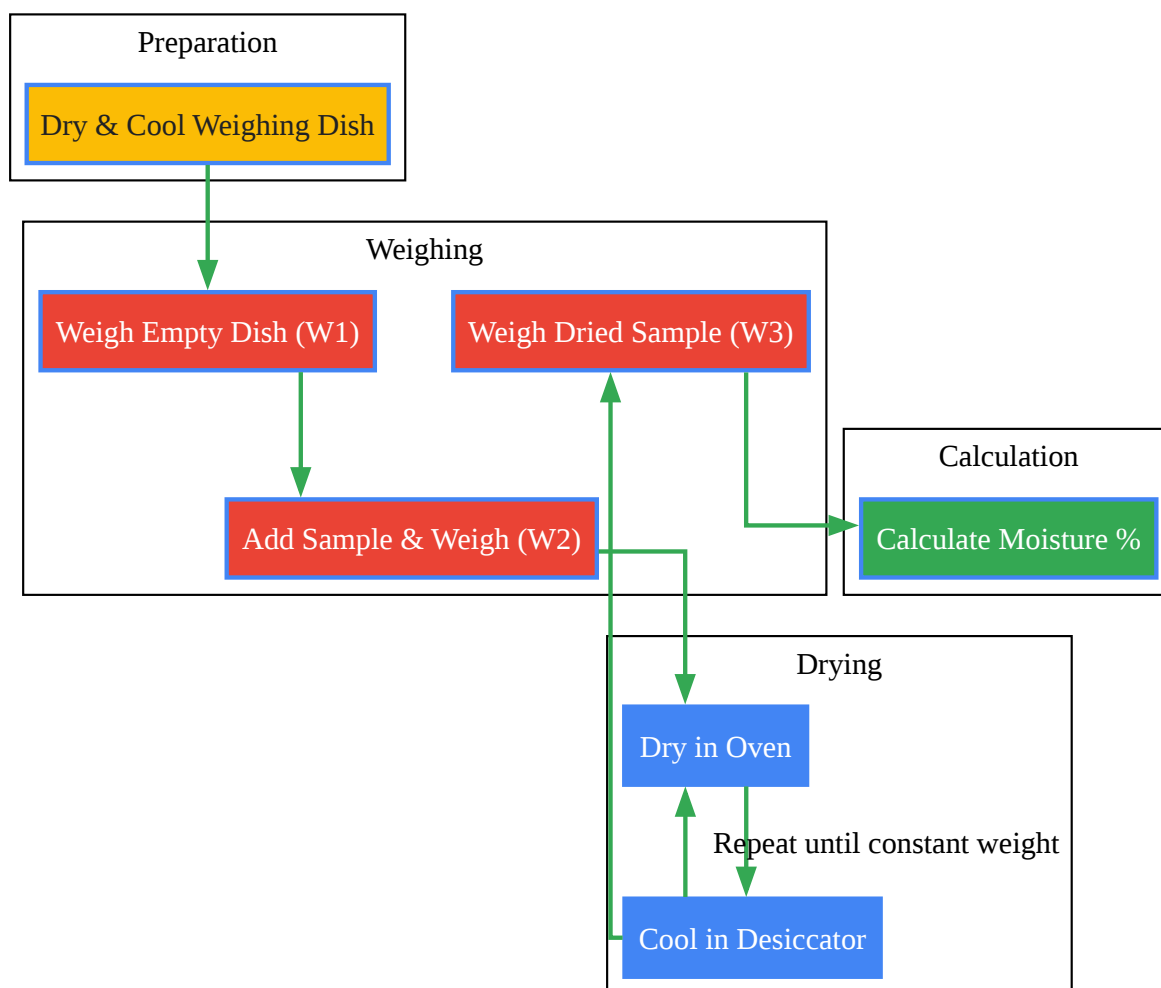 Preparation
Dry & Cool Weighing Dish
Weighing
Weigh Empty Dish (W1)
Weigh Dried Sample (W3)
Add Sample & Weigh (W2)
Calculation
Calculate Moisture %
Drying
Dry in Oven
Repeat until constant weight
Cool in Desiccator